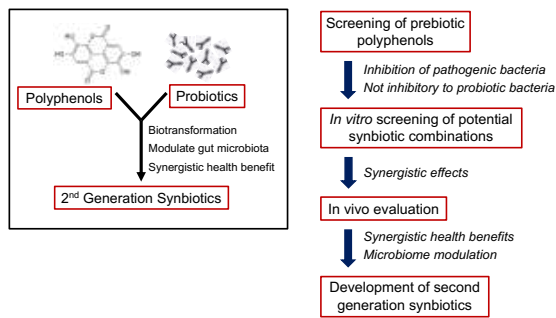 Polyphenols
Probiotics
Biotransformation
Modulate gut microbiota
Synergistic health benefit
2nd Generation Synbiotics
Screening of prebiotic
polyphenols
Inhibition of pathogenic bacteria
Not inhibitory to probiotic bacteria
In vitro screening of potential
synbiotic combinations
Synergistic effects
In vivo evaluation
Synergistic health benefits
Microbiome modulation
Development of second
generation synbiotics